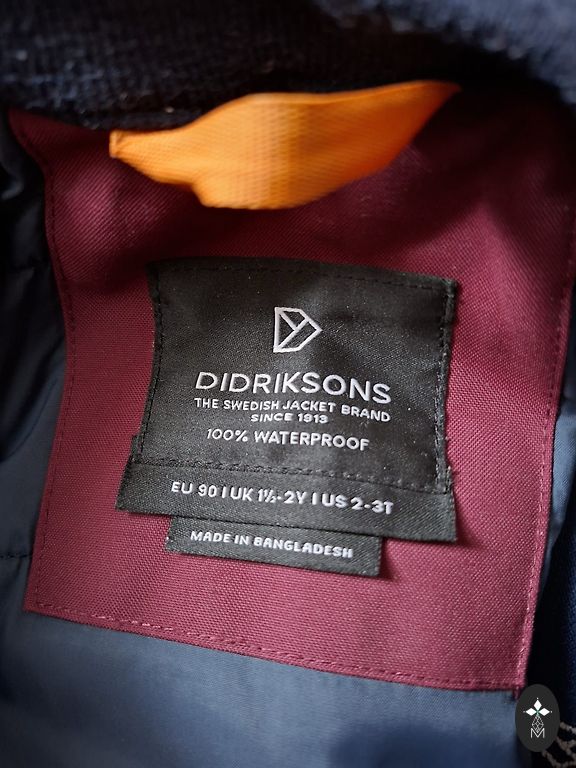 DIDRIKSONS
THE SWEDISH JACKET BRAND
SINCE 1913
100% WATERPROOF
EU 90 I UK 1½-2Y I US 2-3T
MADE IN BANGLADESH